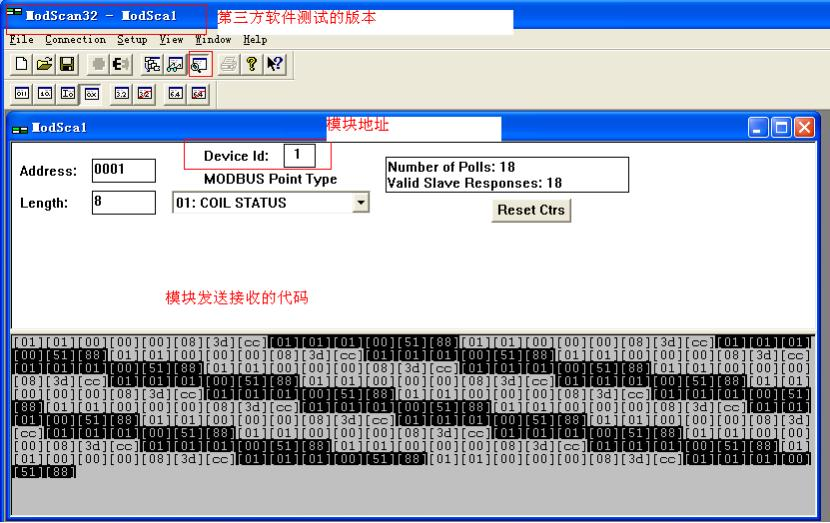 ModScan32 - ModSca1
第三方软件测试的版本
File Connection Setup View Window Help
ModSca1
模块地址
Address: 0001
Device Id: 1
MODBUS Point Type
Number of Polls: 18
Valid Slave Responses: 18
Length: 8
01: COIL STATUS
Reset Ctrs
模块发送接收的代码
[01][01][00][00][00][08][3d][cc][01][01][01][00][51][88][01][01][00][00][00][08][3d][cc][01][01][01]
[00][51][88][01][01][00][00][00][08][3d][cc][01][01][01][00][51][88][01][01][00][00][00][08][3d][cc]
[01][01][01][00][51][88][01][01][00][00][00][08][3d][cc][01][01][01][00][51][88][01][01][00][00][00]
[08][3d][cc][01][01][01][00][51][88][01][01][00][00][00][08][3d][cc][01][01][01][00][51][88][01][01]
[00][00][00][08][3d][cc][01][01][01][00][51][88][01][01][00][00][00][08][3d][cc][01][01][01][00][51]
[88][01][01][00][00][00][08][3d][cc][01][01][01][00][51][88][01][01][00][00][00][08][3d][cc][01][01]
[01][00][51][88][01][01][00][00][00][08][3d][cc][01][01][01][00][51][88][01][01][00][00][00][08][3d]
[cc][01][01][01][00][51][88][01][01][00][00][00][08][3d][cc][01][01][01][00][51][88][01][01][00][00]
[00][08][3d][cc][01][01][01][00][51][88][01][01][00][00][00][08][3d][cc][01][01][01][00][51][88][01]
[01][00][00][00][08][3d][cc][01][01][01][00][51][88][01][01][00][00][00][08][3d][cc][01][01][01][00]
[51][88]